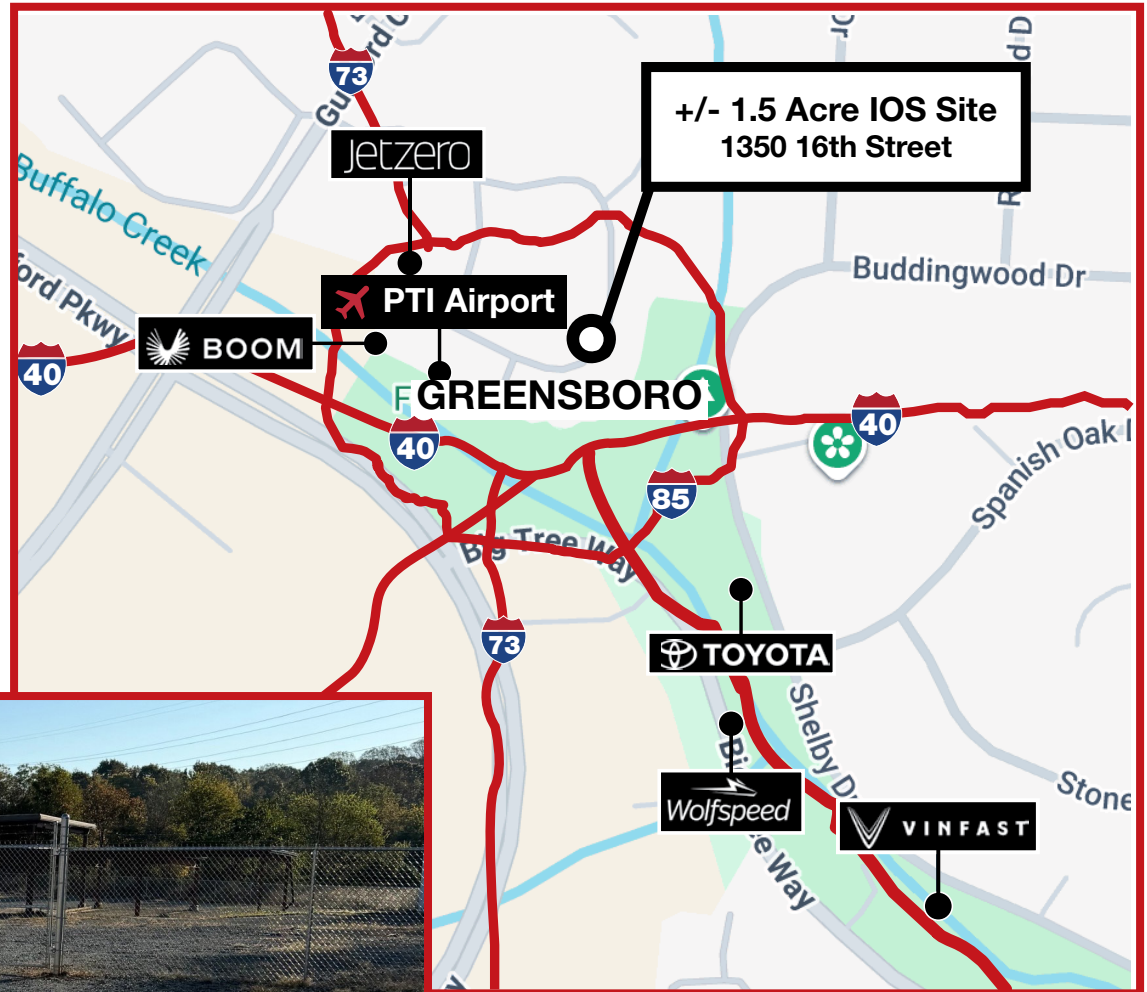 73
Jetzero
+/- 1.5 Acre IOS Site
1350 16th Street
Buffalo Creek
Buddingwood Dr
ford Pkwy
PTI Airport
BOOM
40
GREENSBORO
40
40
85
Spanish Oak
Big Tree Way
73
TOYOTA
Shelby
Wolfspeed
Stone
VINFAST
Way